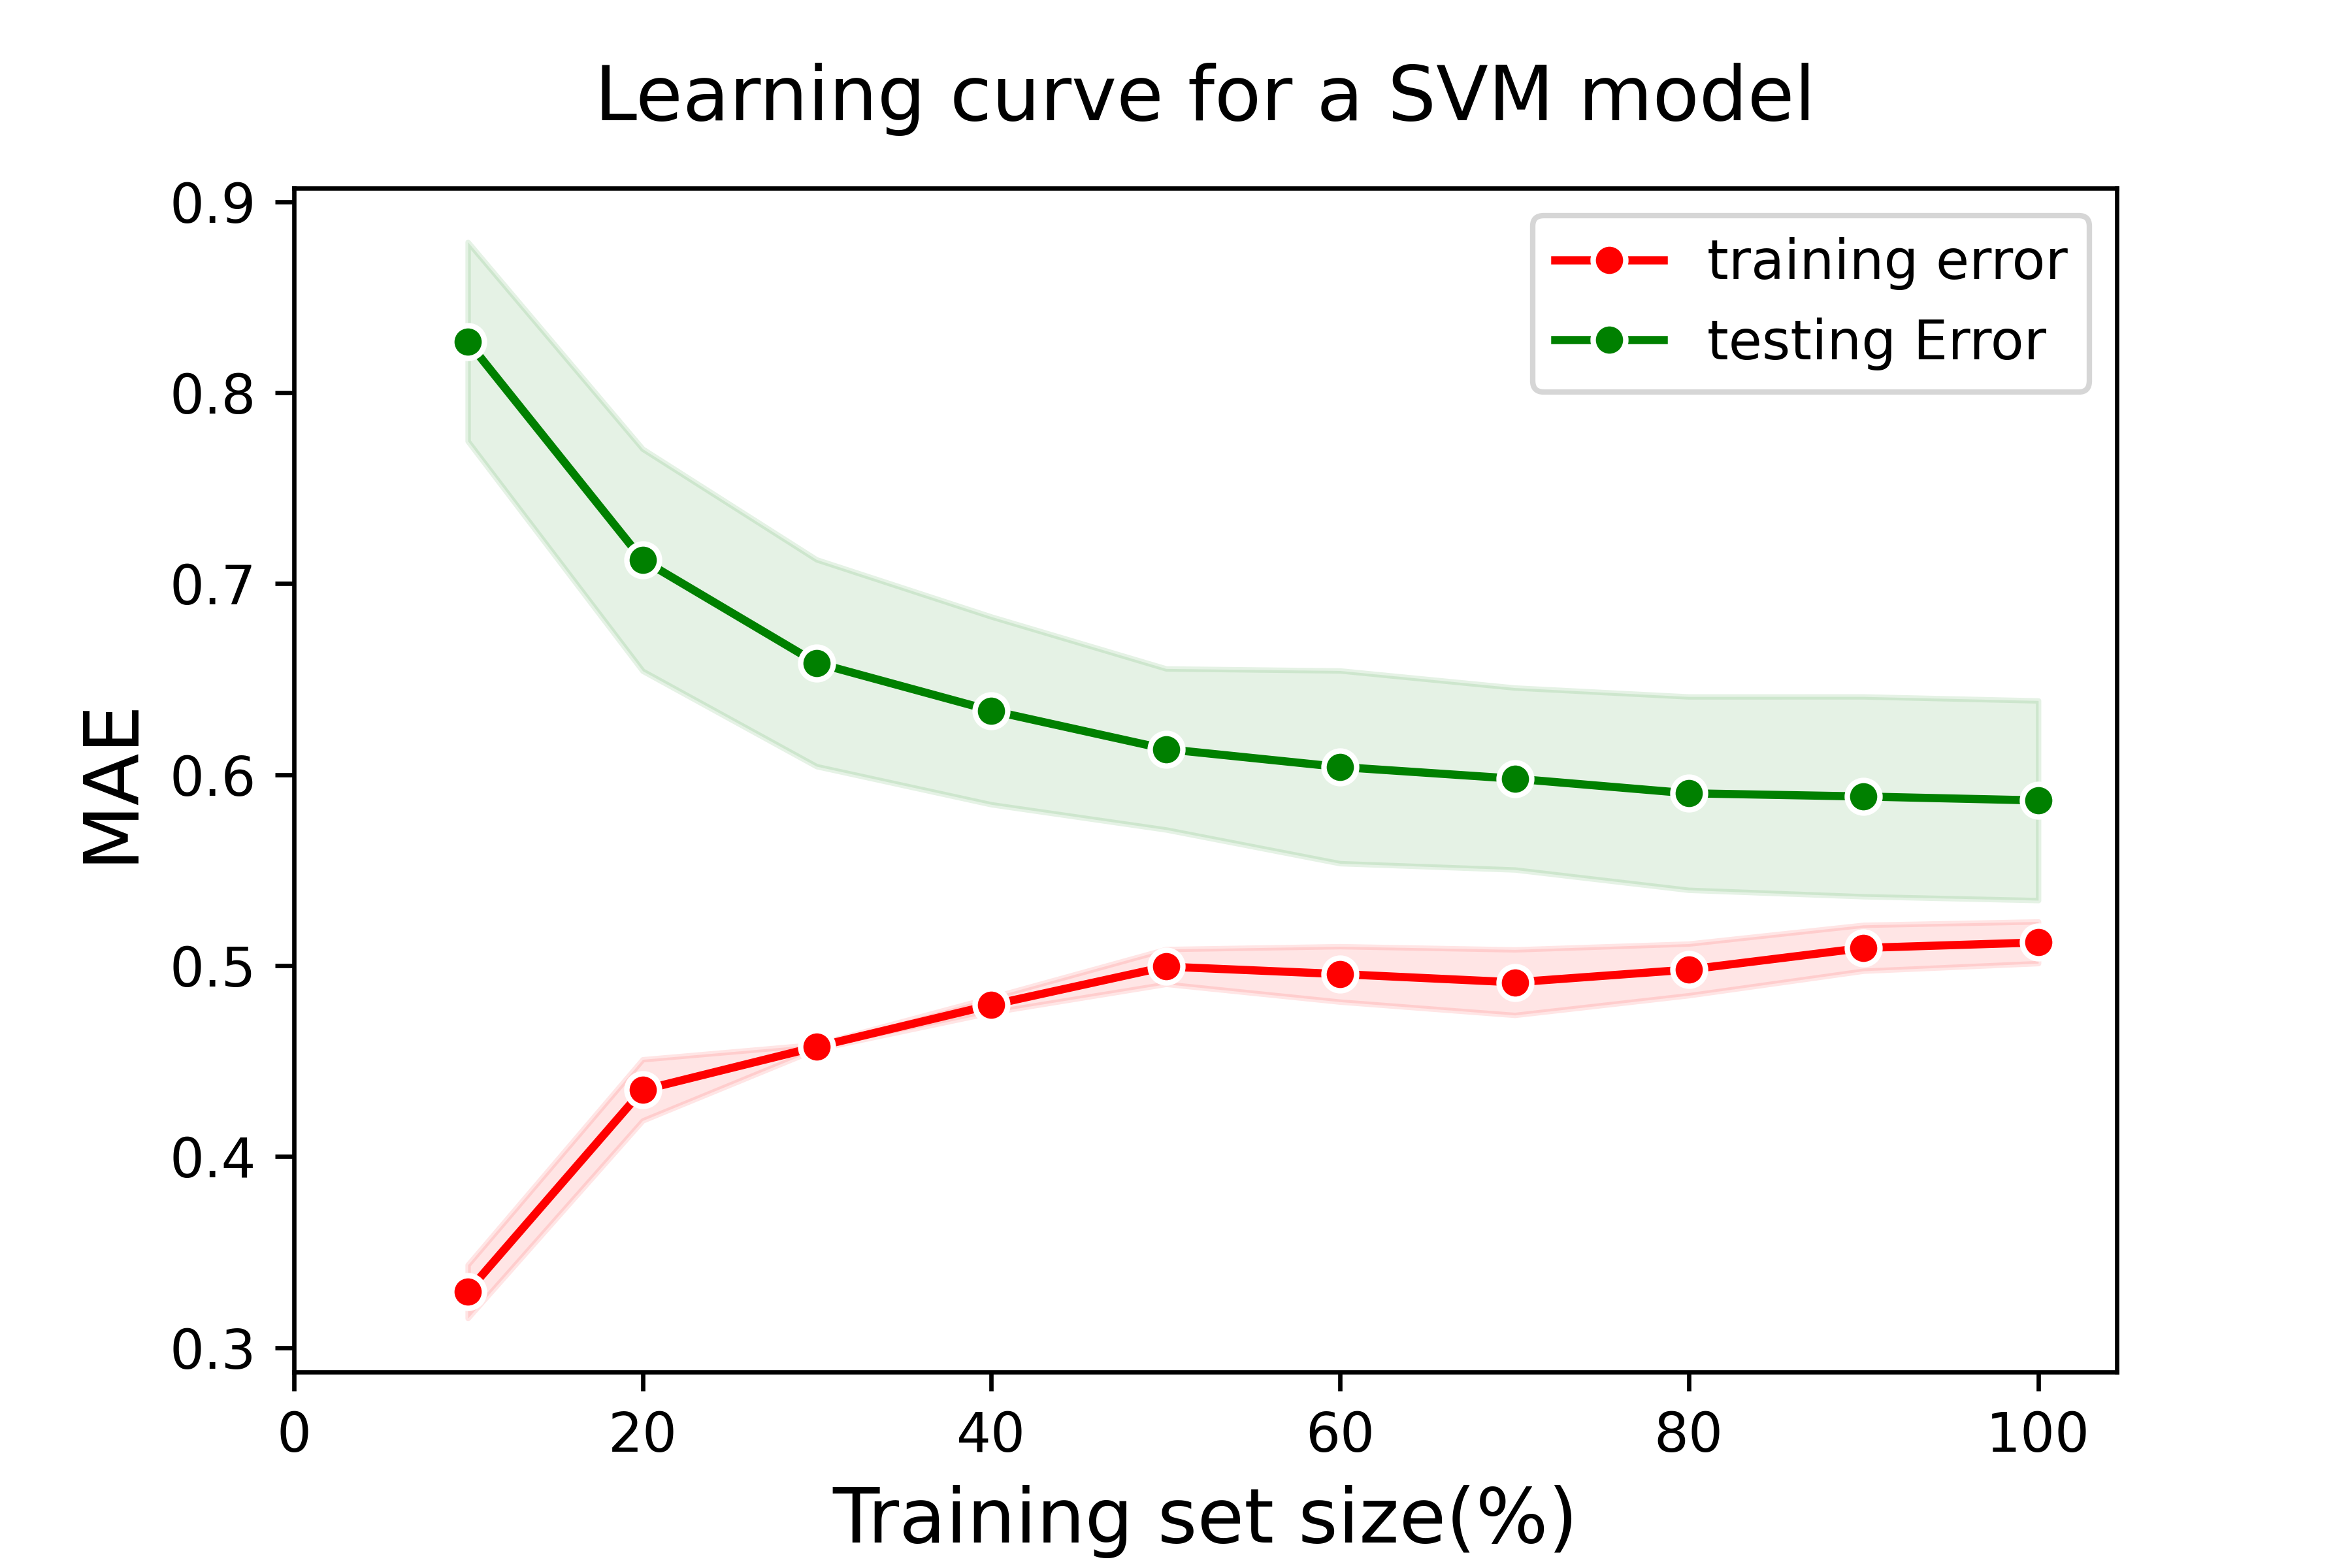 Learning curve for a SVM model
training error
testing Error
MAE
0.9
0.8
0.7
0.6
0.5
0.4
0.3
0 20 40 60 80 100
Training set size(%)